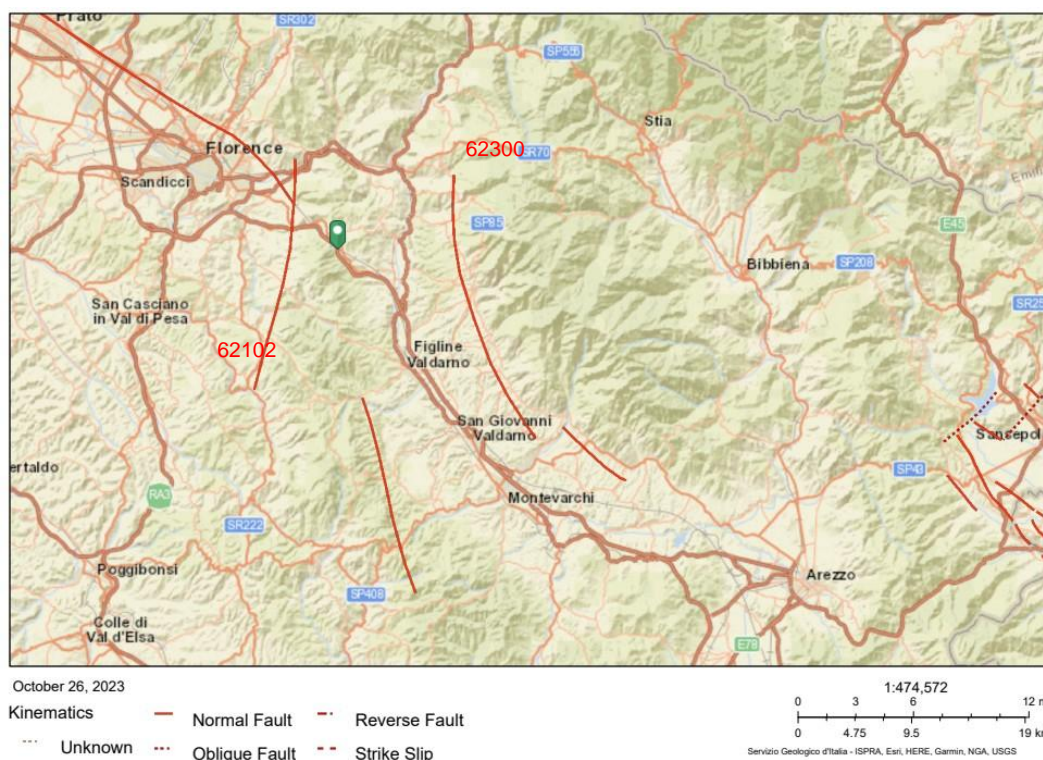 Prato
SR302
SP556
Stia
Florence
62300
SR70
Scandicci
Emili
SP85
E45
Bibbiena
SP208
San Casciano
in Val di Pesa
SR25
62102
Figline
Valdarno
San Giovanni
Valdarno
Sansepol
ertaldo
SP43
RA3
Montevarchi
SR222
Poggibonsi
Arezzo
SP408
Colle di
Val d'Elsa
E78
October 26, 2023
1:474,572
Kinematics
Normal Fault
Reverse Fault
Unknown
Oblique Fault
Strike Slip
0 3 6 12 m
0 4.75 9.5 19 km
Servizio Geologico d'Italia - ISPRA, Esri, HERE, Garmin, NGA, USGS